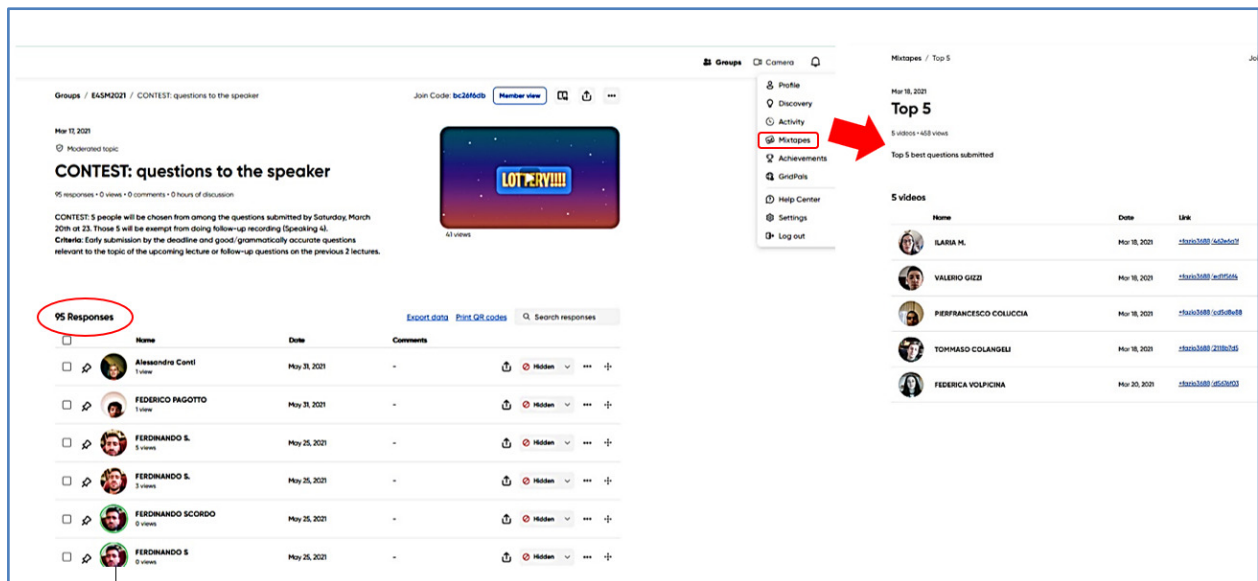 Groups
Camera
Groups / E4SM2021 / CONTEST: questions to the speaker
Join Code: bc26f6db
Member view
Mar 17, 2021
Moderated topic
CONTEST: questions to the speaker
95 responses • 0 views • 0 comments • 0 hours of discussion
CONTEST: 5 people will be chosen from among the questions submitted by Saturday, March
20th at 23. Those 5 will be exempt from doing follow-up recording (Speaking 4).
Criteria: Early submission by the deadline and good/grammatically accurate questions
relevant to the topic of the upcoming lecture or follow-up questions on the previous 2 lectures.
LOTTERY!!!!
41 views
95 Responses
Export data
Print QR codes
Search responses
Name Date Comments
Alessandra Conti
1 view
May 31, 2021 - Hidden
FEDERICO PAGOTTO
1 view
May 31, 2021 - Hidden
FERDINANDO S.
5 views
May 25, 2021 - Hidden
FERDINANDO S.
3 views
May 25, 2021 - Hidden
FERDINANDO SCORDO
0 views
May 25, 2021 - Hidden
FERDINANDO S
0 views
May 25, 2021 - Hidden
Profile
Discovery
Activity
Mixtapes
Achievements
GridPals
Help Center
Settings
Log out
Mixtapes / Top 5
Mar 18, 2021
Top 5
5 videos • 458 views
Top 5 best questions submitted
5 videos
Name Date Link
ILARIA M. Mar 18, 2021
VALERIO GIZZI Mar 18, 2021
PIERFRANCESCO COLUCCIA Mar 18, 2021
TOMMASO COLANGELI Mar 18, 2021
FEDERICA VOLPICINA Mar 20, 2021